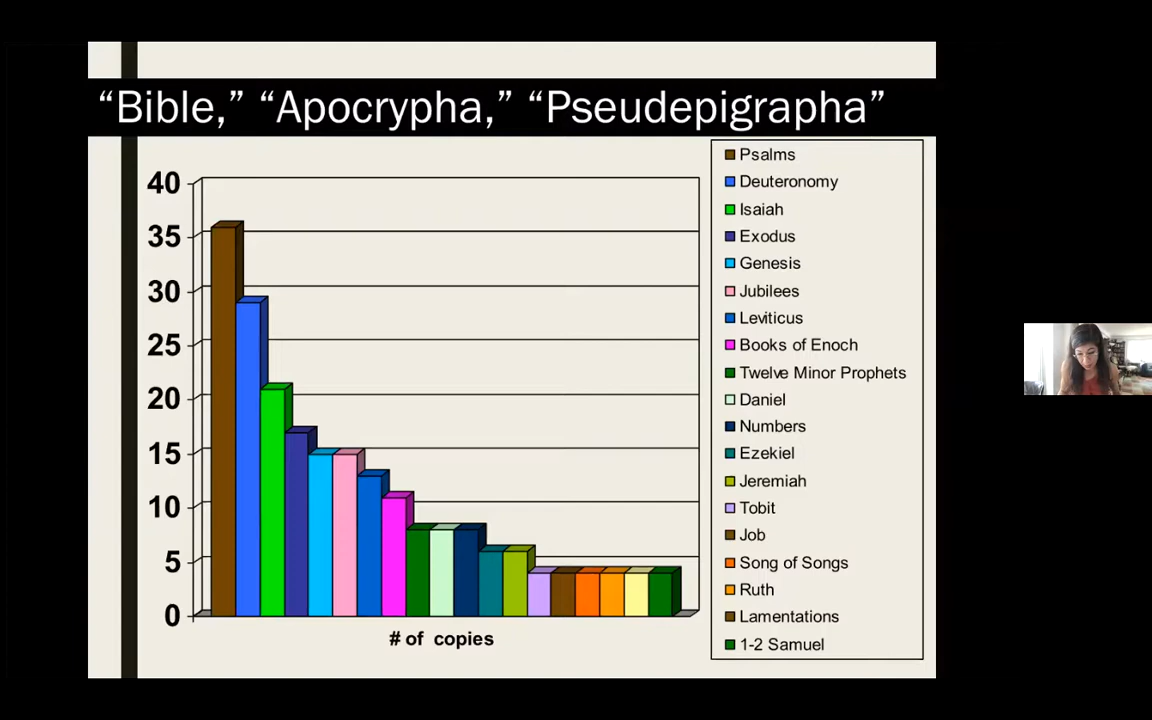 “Bible,” “Apocrypha,” “Pseudepigrapha”
40
35
30
25
20
15
10
5
0
# of copies
Psalms
Deuteronomy
Isaiah
Exodus
Genesis
Jubilees
Leviticus
Books of Enoch
Twelve Minor Prophets
Daniel
Numbers
Ezekiel
Jeremiah
Tobit
Job
Song of Songs
Ruth
Lamentations
1-2 Samuel